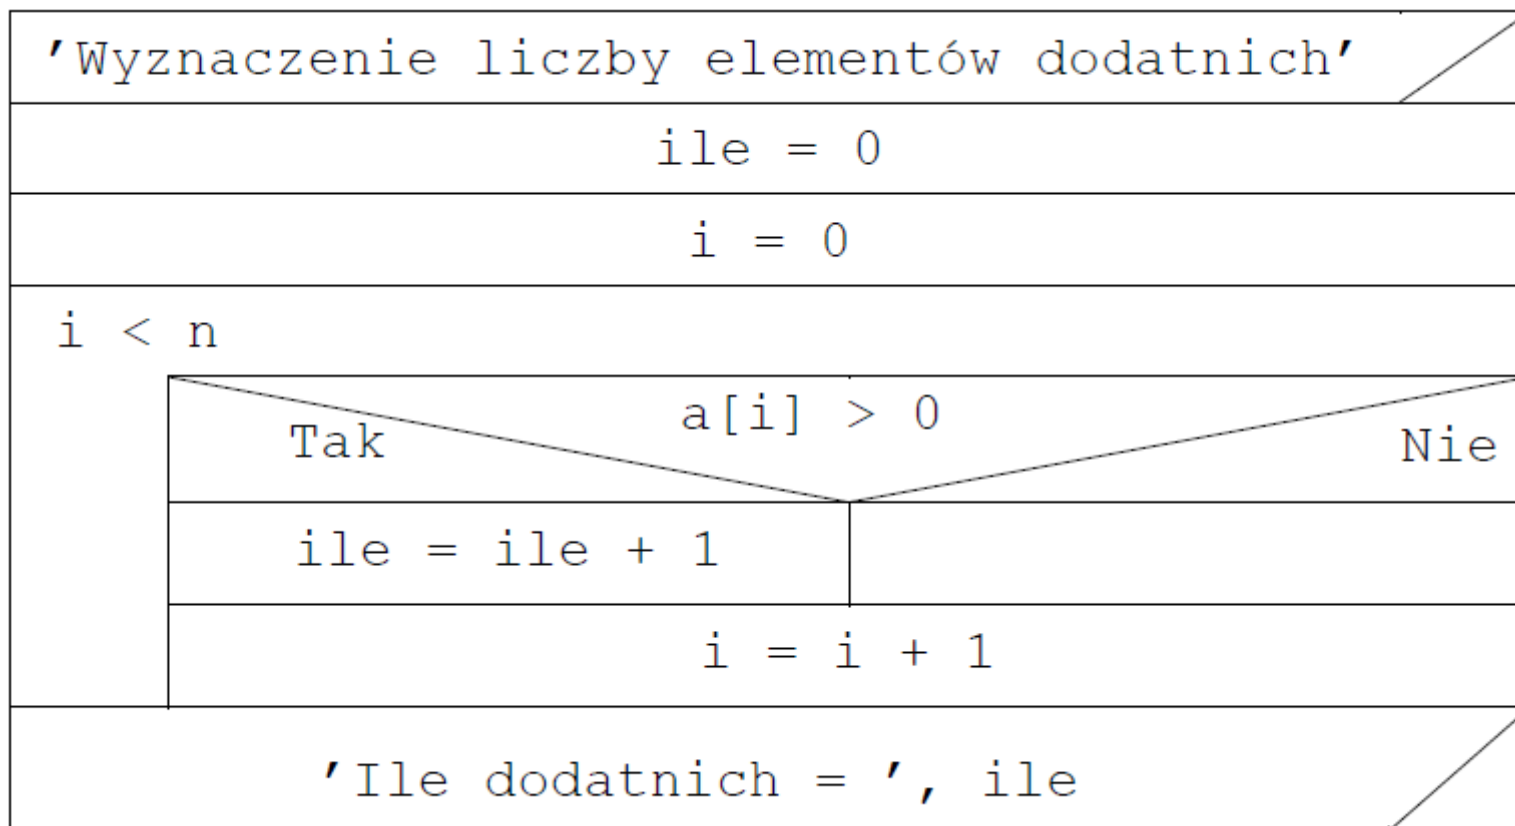 'Wyznaczenie liczby elementów dodatnich'
ile = 0
i = 0
i < n
a[i] > 0
Tak
Nie
ile = ile + 1
i = i + 1
'Ile dodatnich = ', ile